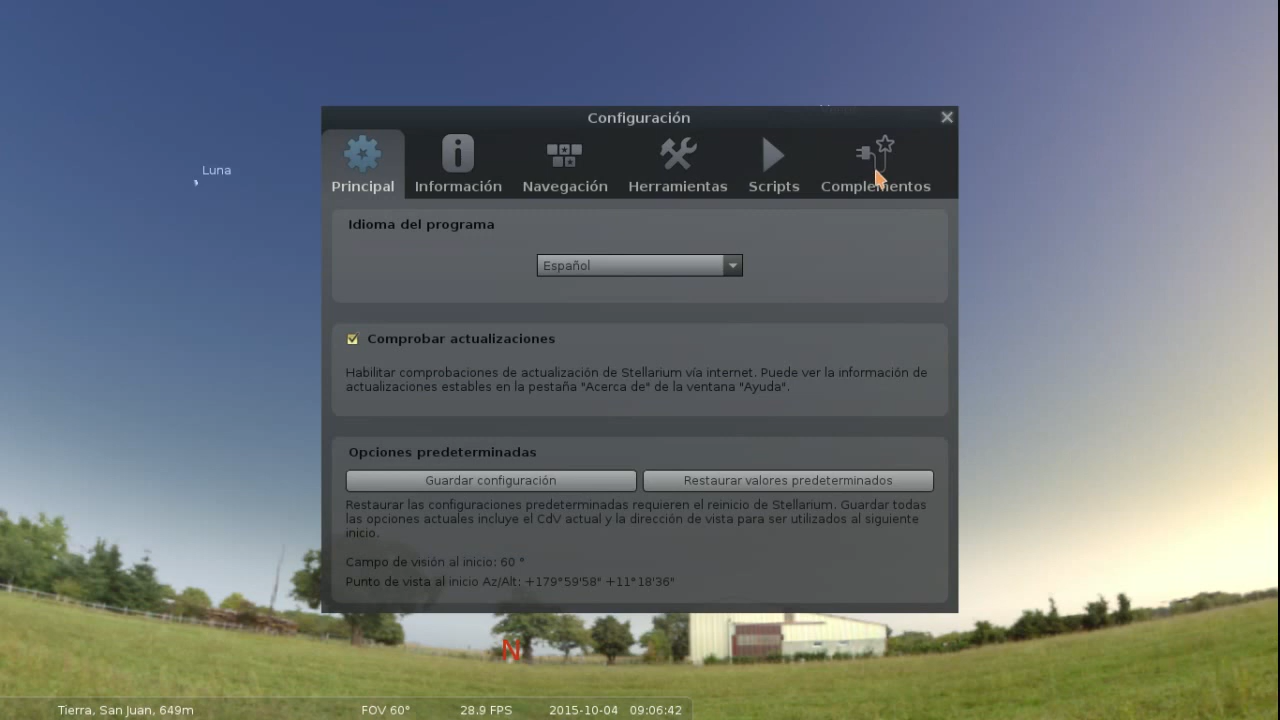 Configuración
Luna
Principal Información Navegación Herramientas Scripts Complementos
Idioma del programa
Español
Comprobar actualizaciones
Habilitar comprobaciones de actualización de Stellarium vía internet. Puede ver la información de
actualizaciones estables en la pestaña "Acerca de" de la ventana "Ayuda".
Opciones predeterminadas
Guardar configuración Restaurar valores predeterminados
Restaurar las configuraciones predeterminadas requieren el reinicio de Stellarium. Guardar todas
las opciones actuales incluye el CdV actual y la dirección de vista para ser utilizados al siguiente
inicio.
Campo de visión al inicio: 60 °
Punto de vista al inicio Az/Alt: +179°59'58" +11°18'36"
N
Tierra, San Juan, 649m FOV 60° 28.9 FPS 2015-10-04 09:06:42